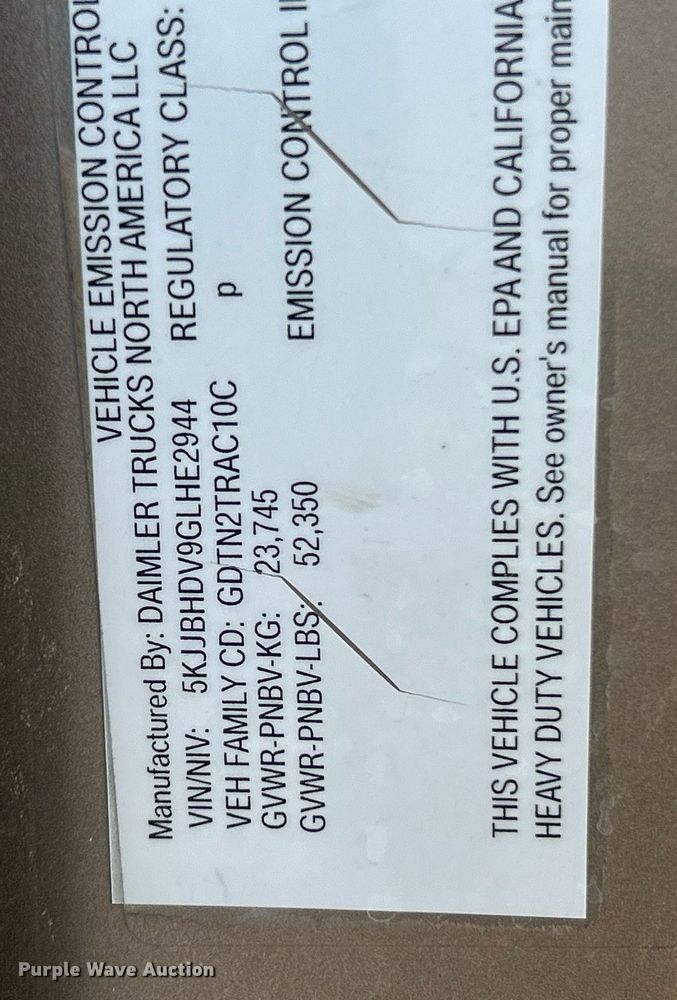 VEHICLE EMISSION CONTROL
Manufactured By: DAIMLER TRUCKS NORTH AMERICA LLC
VIN/NIV: 5KJJBHDV9GLHE2944 REGULATORY CLASS:
VEH FAMILY CD: GDTN2TRAC10C p
GVWR-PNBV-KG: 23,745
GVWR-PNBV-LBS: 52,350 EMISSION CONTROL I
THIS VEHICLE COMPLIES WITH U.S. EPA AND CALIFORNIA
HEAVY DUTY VEHICLES. See owner's manual for proper main
Purple Wave Auction